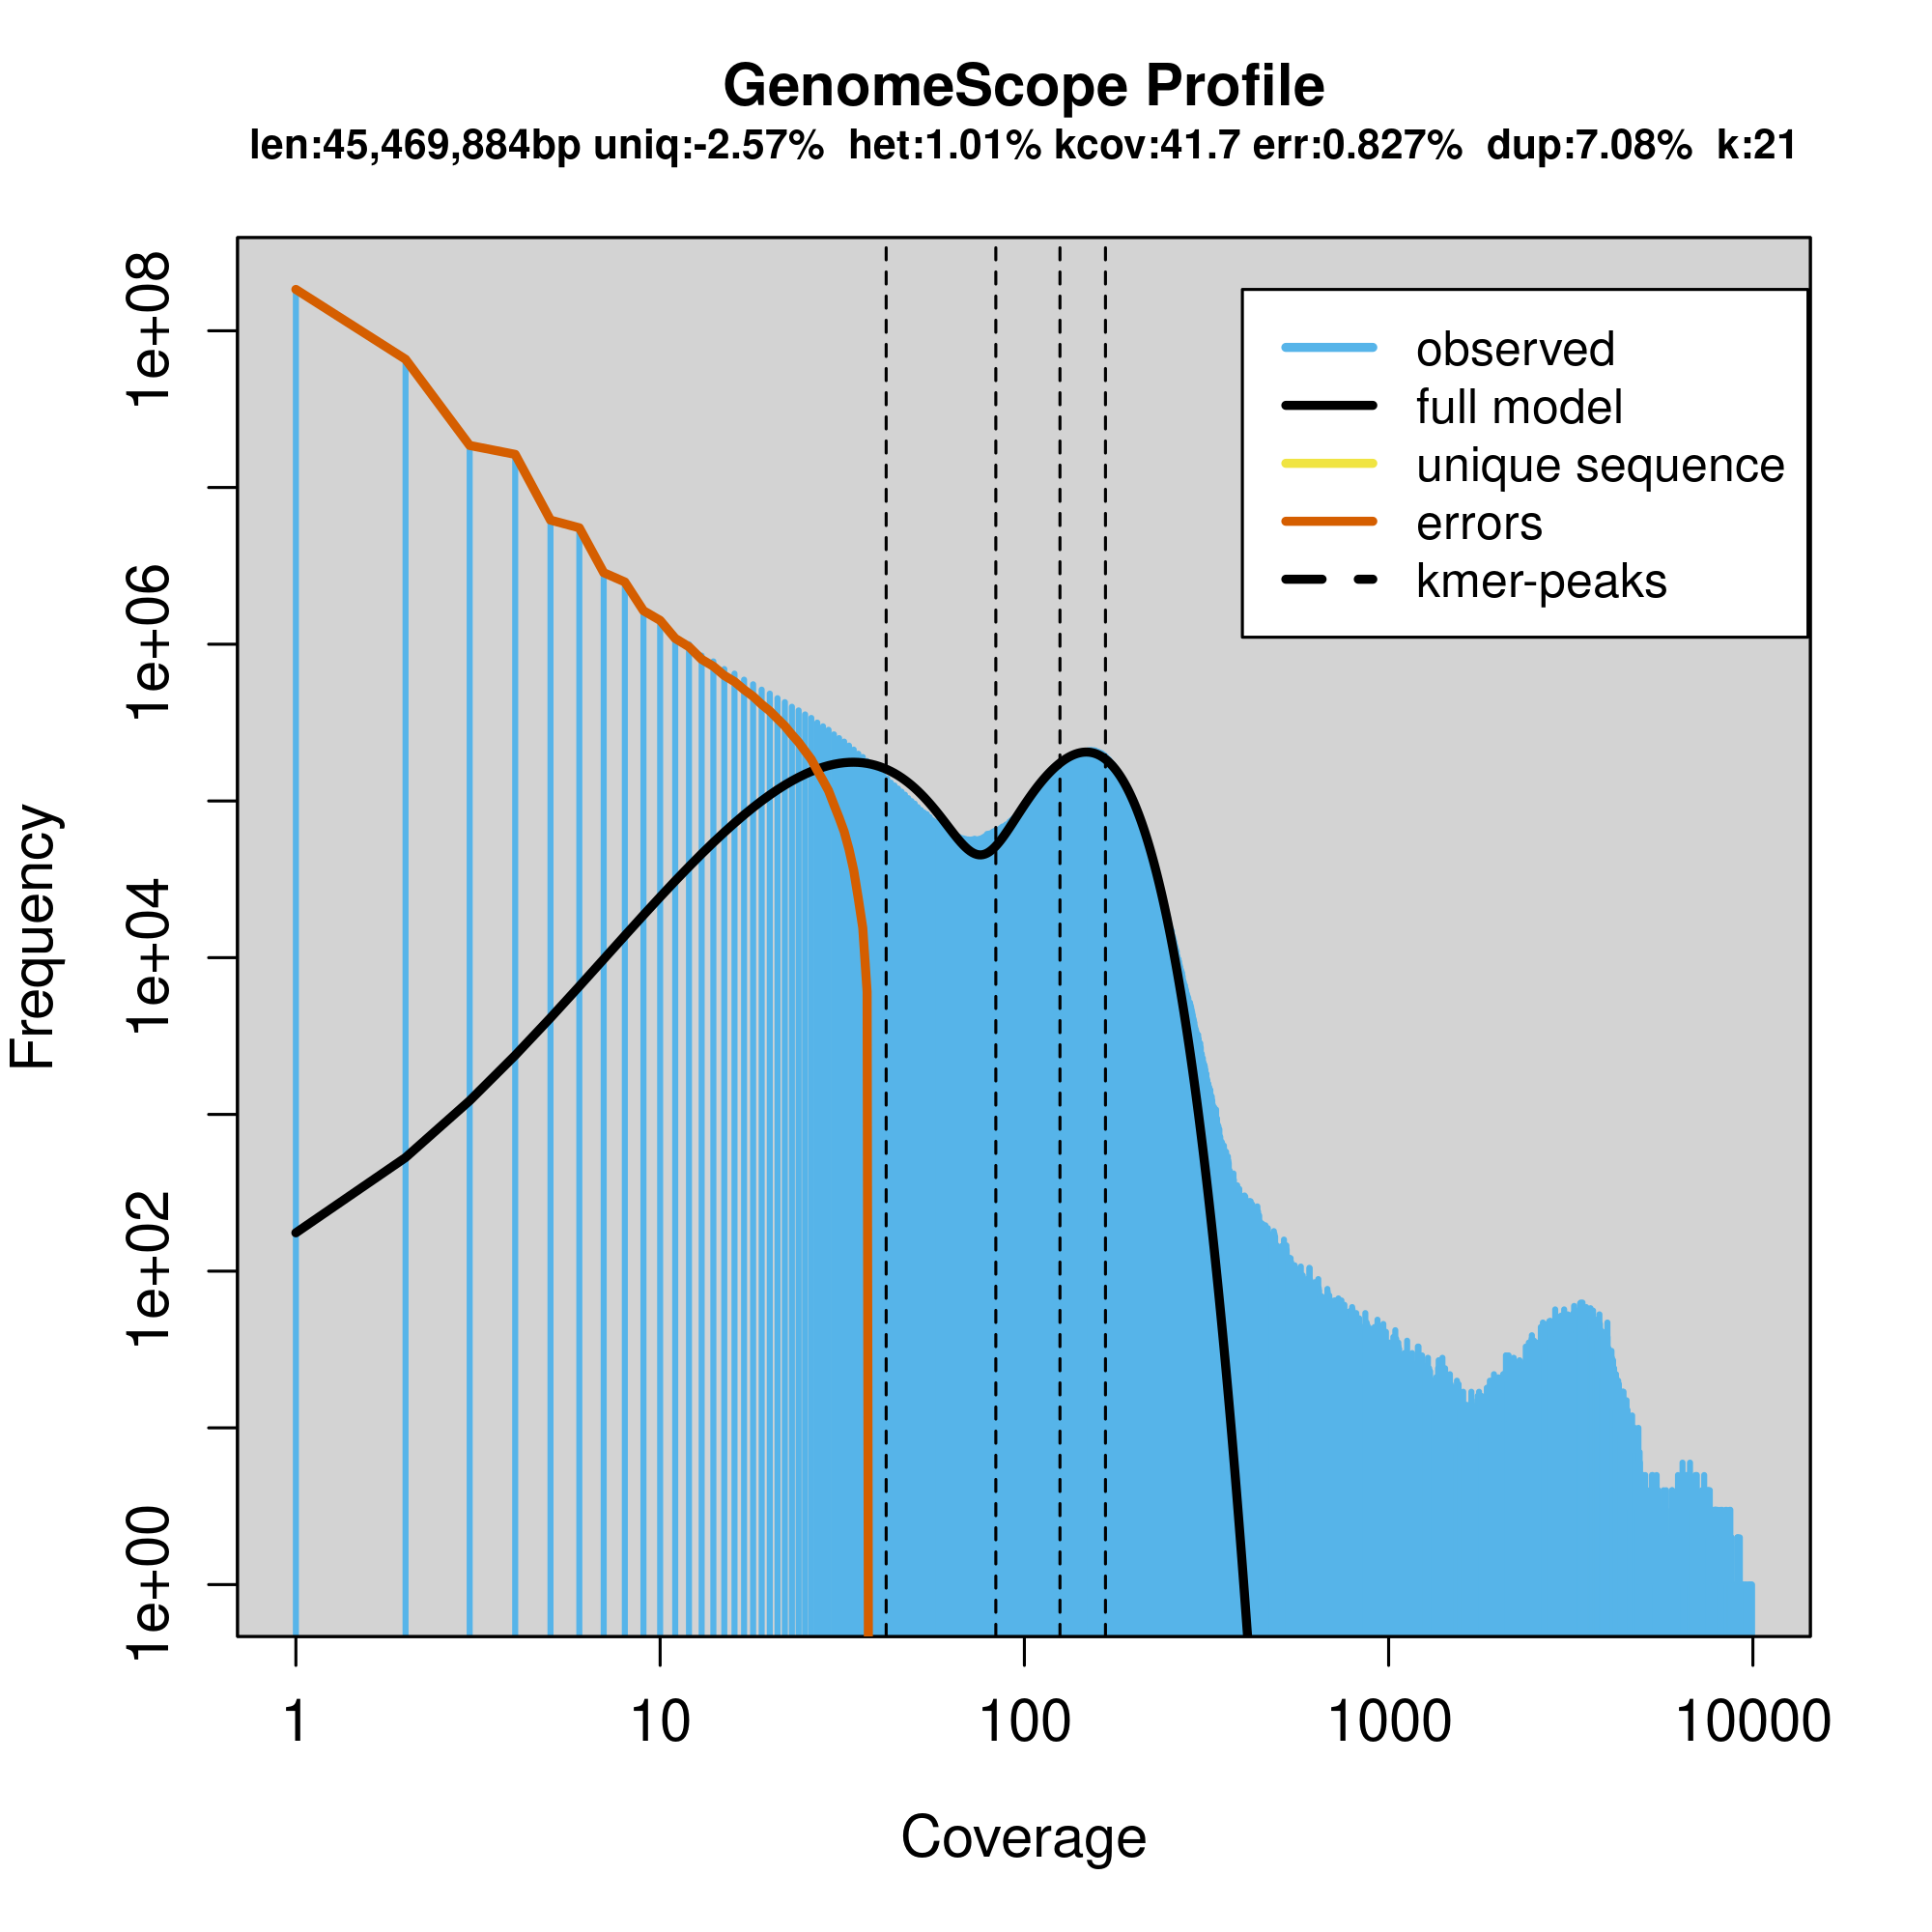 GenomeScope Profile
len:45,469,884bp uniq:-2.57%  het:1.01% kcov:41.7 err:0.827%  dup:7.08%  k:21
observed
full model
unique sequence
errors
kmer-peaks
Frequency
1e+08
1e+06
1e+04
1e+02
1e+00
1 10 100 1000 10000
Coverage